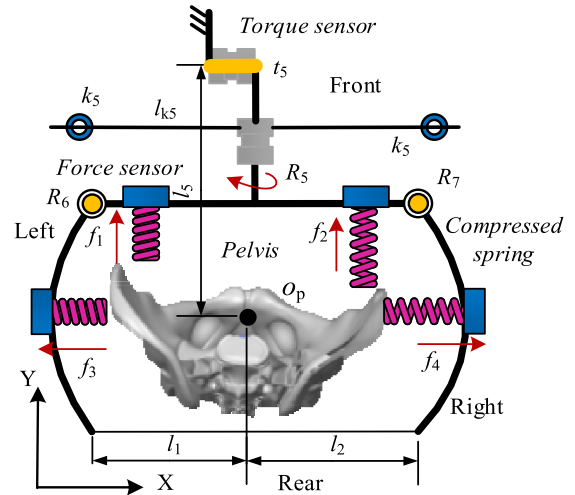 Torque sensor
t5
Front
k5
lk5
k5
Force sensor
l5
R5
R6
R7
Left
f1
f2
Pelvis
Compressed
spring
op
f3
f4
Y
Right
l1
l2
X
Rear